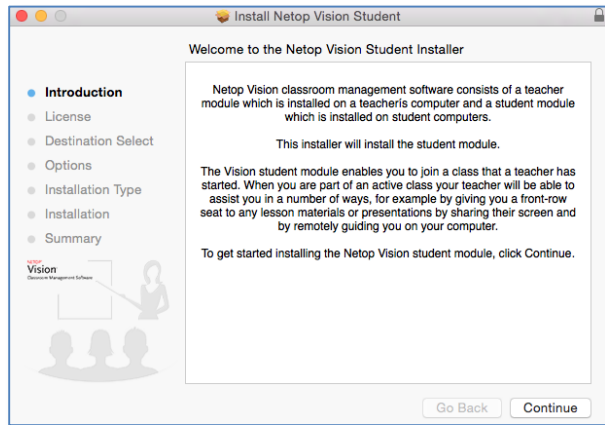 Install Netop Vision Student
Welcome to the Netop Vision Student Installer
Introduction
License
Destination Select
Options
Installation Type
Installation
Summary
Netop Vision classroom management software consists of a teacher
module which is installed on a teacheris computer and a student module
which is installed on student computers.
This installer will install the student module.
The Vision student module enables you to join a class that a teacher has
started. When you are part of an active class your teacher will be able to
assist you in a number of ways, for example by giving you a front-row
seat to any lesson materials or presentations by sharing their screen and
by remotely guiding you on your computer.
To get started installing the Netop Vision student module, click Continue.
NETOP
Vision
Classroom Management Software
Go Back
Continue